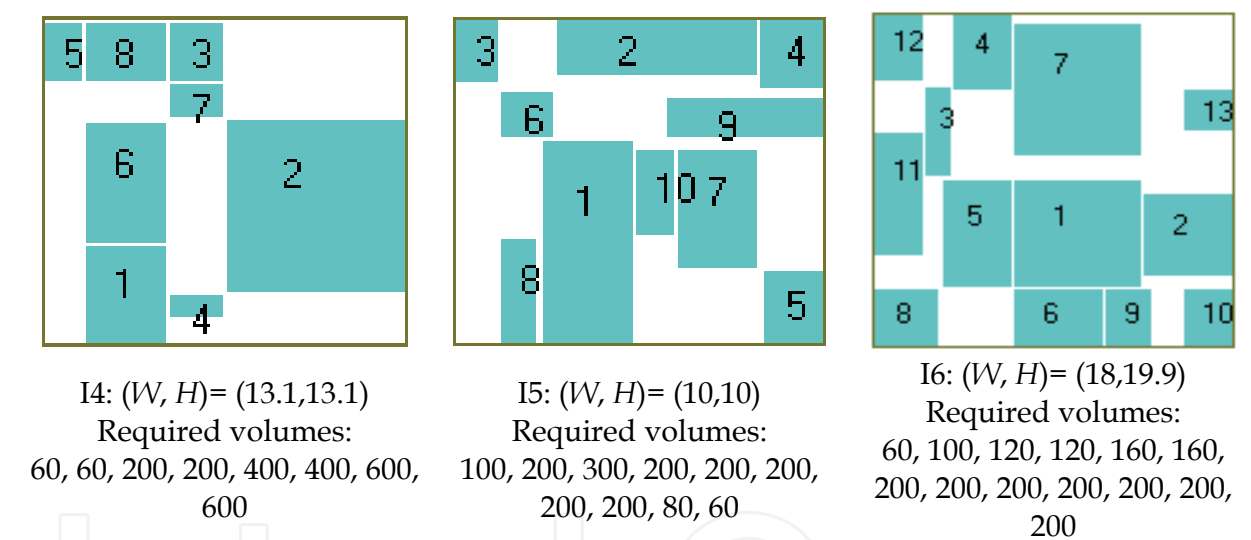 5 8 3
7
6
2
1
4
I4: (W, H)= (13.1,13.1)
Required volumes:
60, 60, 200, 200, 400, 400, 600,
600
3 2 4
6 9
1 10 7
8
5
I5: (W, H)= (10,10)
Required volumes:
100, 200, 300, 200, 200, 200,
200, 200, 80, 60
12 4 7
3 13
11
5 1 2
8 6 9 10
I6: (W, H)= (18,19.9)
Required volumes:
60, 100, 120, 120, 160, 160,
200, 200, 200, 200, 200, 200,
200